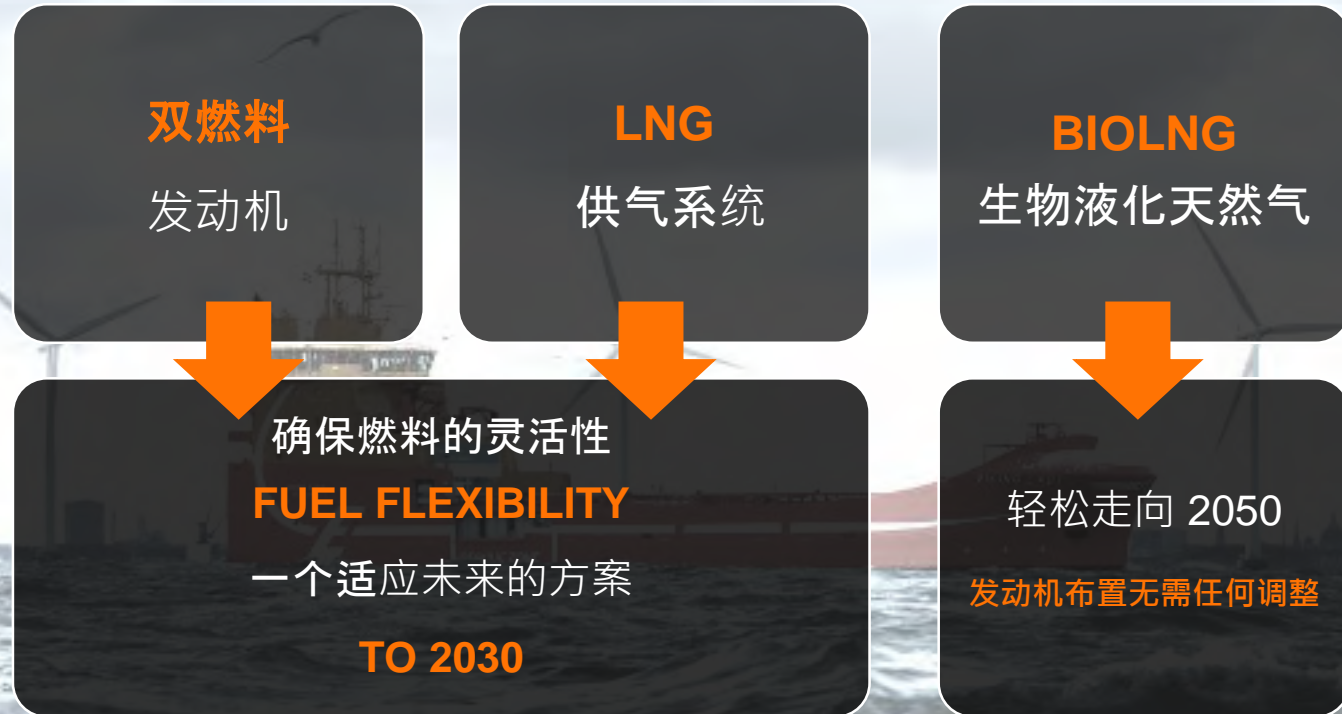 双燃料
发动机
LNG
供气系统
BIOLNG
生物液化天然气
确保燃料的灵活性
FUEL FLEXIBILITY
一个适应未来的方案
TO 2030
轻松走向 2050
发动机布置无需任何调整